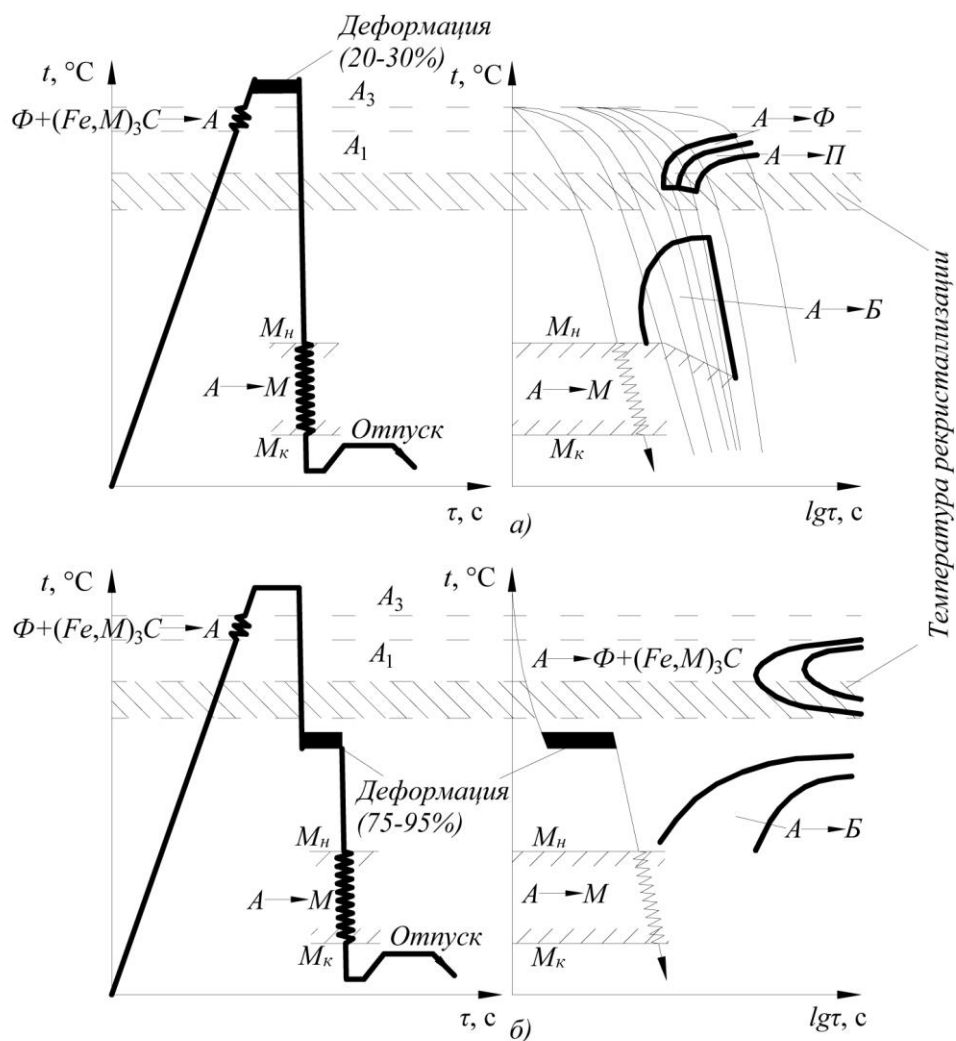 Деформация
(20-30%)
t, °C
t, °C
A₃
Ф+(Fe,M)₃C → A
A → Ф
A₁
A → П
Mн
Mн
A → Б
A → M
A → M
Отпуск
Mк
Mк
τ, c
а)
lgτ, c
Температура рекристаллизации
t, °C
t, °C
A₃
Ф+(Fe,M)₃C → A
A₁
A → Ф+(Fe,M)₃C
Деформация
(75-95%)
Mн
Mн
A → Б
A → M
A → M
Отпуск
Mк
Mк
τ, c
б)
lgτ, c